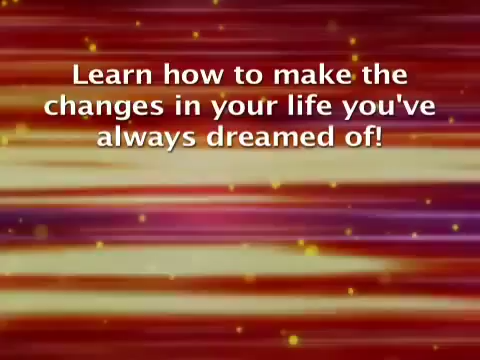 Learn how to make the
changes in your life you've
always dreamed of!